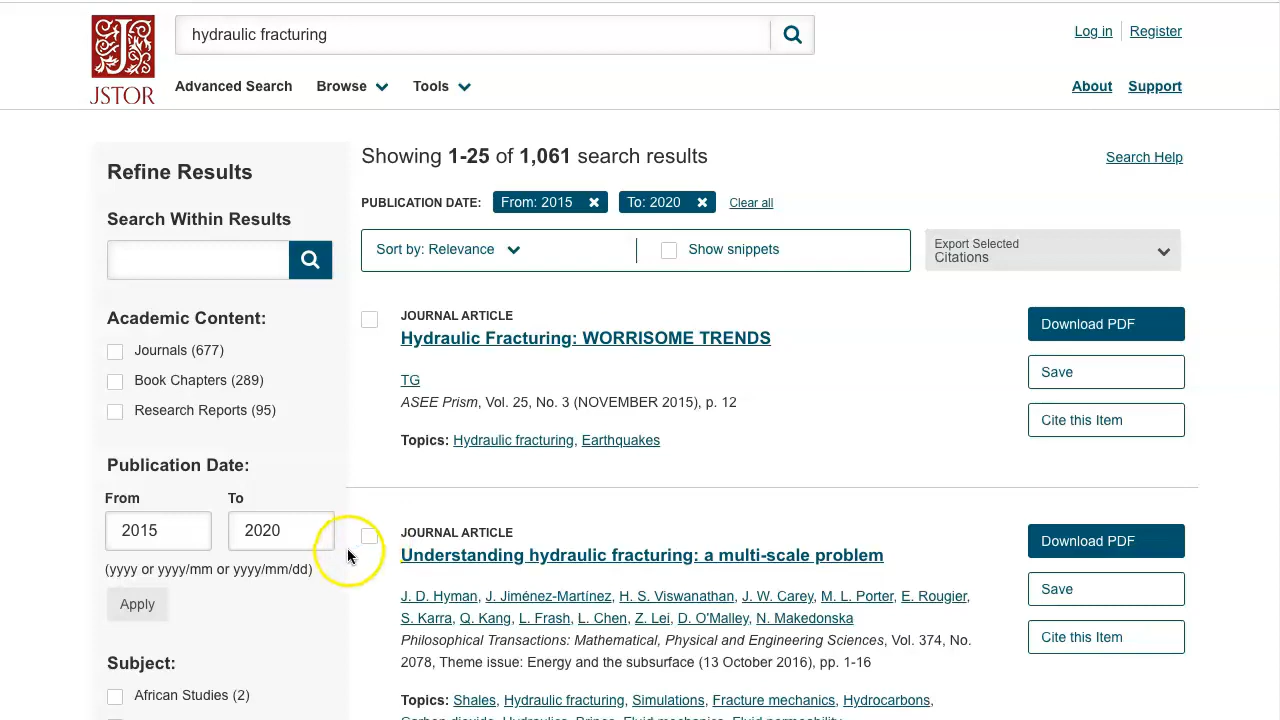 hydraulic fracturing
Log in
Register
JSTOR
Advanced Search
Browse
Tools
About
Support
Refine Results
Search Within Results
Academic Content:
Journals (677)
Book Chapters (289)
Research Reports (95)
Publication Date:
From
To
2015
2020
(yyyy or yyyy/mm or yyyy/mm/dd)
Apply
Subject:
African Studies (2)
Showing 1-25 of 1,061 search results
Search Help
PUBLICATION DATE:
From: 2015
To: 2020
Clear all
Sort by: Relevance
Show snippets
Export Selected
Citations
JOURNAL ARTICLE
Hydraulic Fracturing: WORRISOME TRENDS
TG
ASEE Prism, Vol. 25, No. 3 (NOVEMBER 2015), p. 12
Topics: Hydraulic fracturing, Earthquakes
Download PDF
Save
Cite this Item
JOURNAL ARTICLE
Understanding hydraulic fracturing: a multi-scale problem
J. D. Hyman, J. Jiménez-Martínez, H. S. Viswanathan, J. W. Carey, M. L. Porter, E. Rougier,
S. Karra, Q. Kang, L. Frash, L. Chen, Z. Lei, D. O'Malley, N. Makedonska
Philosophical Transactions: Mathematical, Physical and Engineering Sciences, Vol. 374, No.
2078, Theme issue: Energy and the subsurface (13 October 2016), pp. 1-16
Topics: Shales, Hydraulic fracturing, Simulations, Fracture mechanics, Hydrocarbons,
Carbon dioxide, Hydraulics, Brines, Fluid mechanics, Fluid permeability
Download PDF
Save
Cite this Item